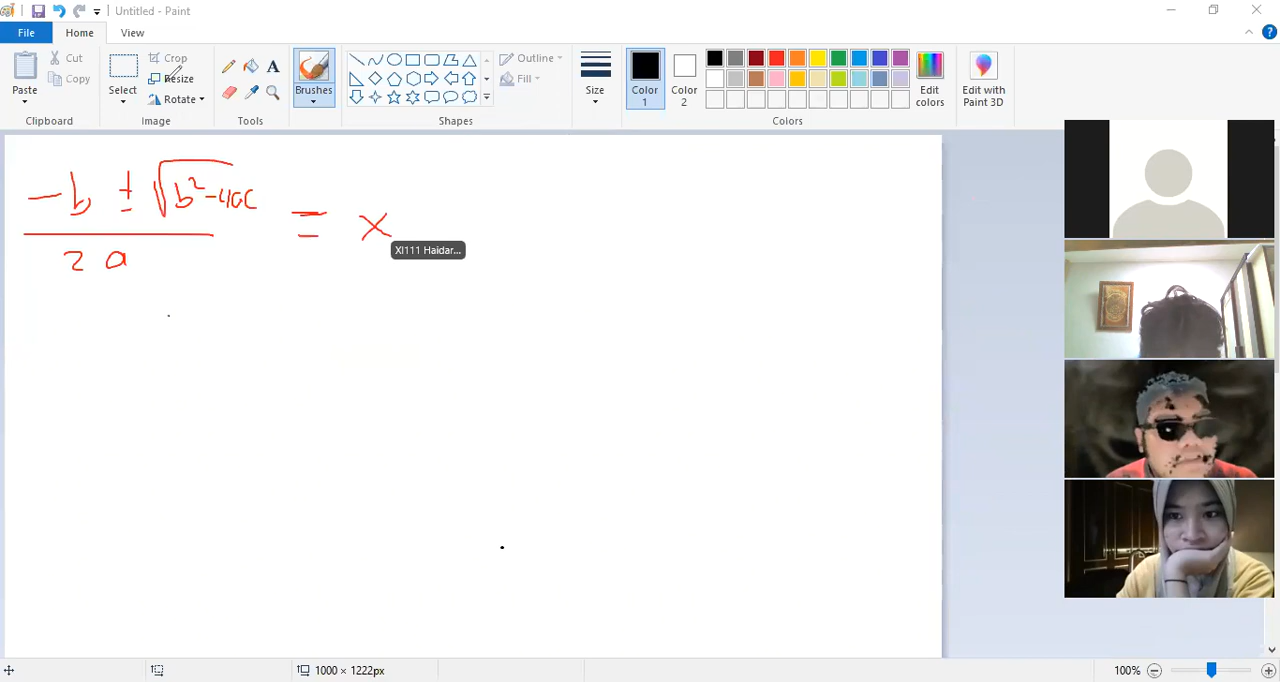 Untitled - Paint
File
Home
View
Paste
Cut
Copy
Clipboard
Select
Crop
Resize
Rotate
Image
A
Tools
Brushes
Shapes
Outline
Fill
Size
Color 1
Color 2
Edit colors
Edit with Paint 3D
Colors
-b ± √b²-4ac
2 a
= x
XI111 Haidar...
1000 × 1222px
100%